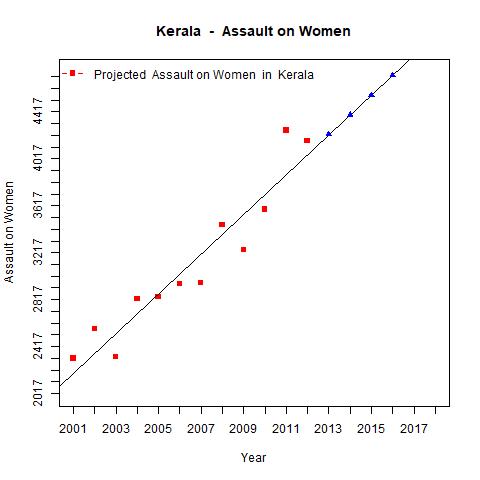 Kerala - Assault on Women
Projected Assault on Women in Kerala
Assault on Women
4417
4017
3617
3217
2817
2417
2017
2001 2003 2005 2007 2009 2011 2013 2015 2017
Year